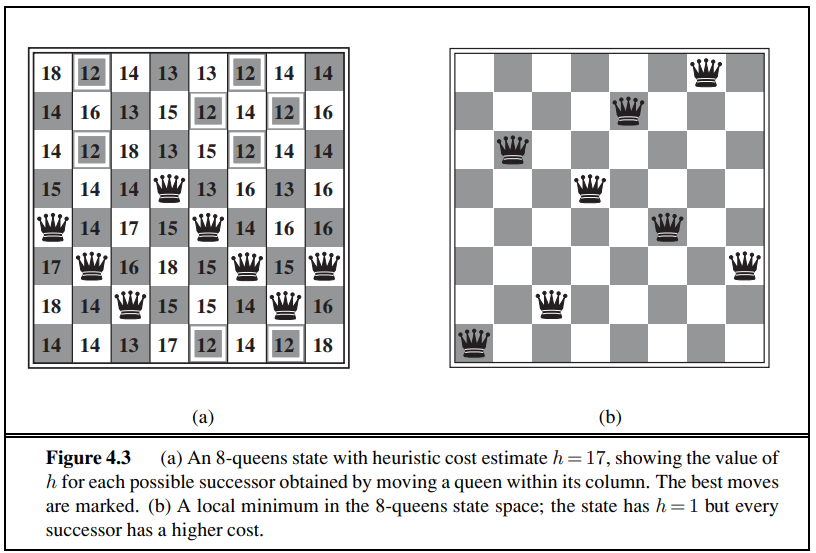 18 12 14 13 13 12 14 14
14 16 13 15 12 14 12 16
14 12 18 13 15 12 14 14
15 14 14 13 16 13 16
14 17 15 14 16 16
17 16 18 15 15
18 14 15 15 14 16
14 14 13 17 12 14 12 18
(a)
(b)
Figure 4.3 (a) An 8-queens state with heuristic cost estimate h = 17, showing the value of
h for each possible successor obtained by moving a queen within its column. The best moves
are marked. (b) A local minimum in the 8-queens state space; the state has h = 1 but every
successor has a higher cost.